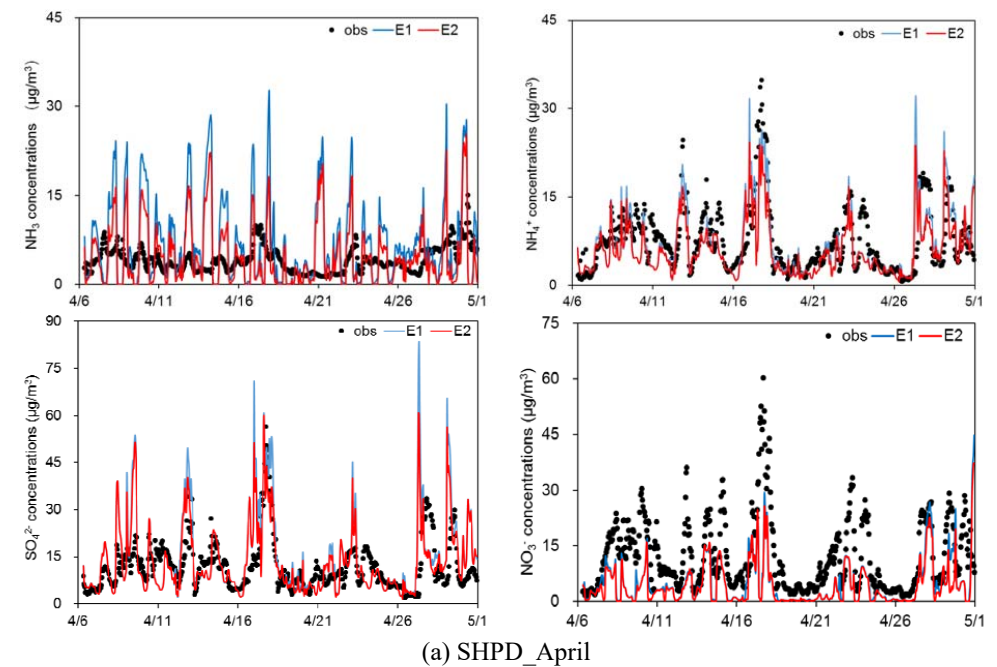 NH₃ concentrations (μg/m³)
45
30
15
0
• obs — E1 — E2
4/6 4/11 4/16 4/21 4/26 5/1
NH₄⁺ concentrations (μg/m³)
45
30
15
0
• obs — E1 — E2
4/6 4/11 4/16 4/21 4/26 5/1
SO₄²⁻ concentrations (μg/m³)
90
75
60
45
30
15
0
• obs — E1 — E2
4/6 4/11 4/16 4/21 4/26 5/1
NO₃⁻ concentrations (μg/m³)
75
60
45
30
15
0
• obs — E1 — E2
4/6 4/11 4/16 4/21 4/26 5/1
(a) SHPD_April